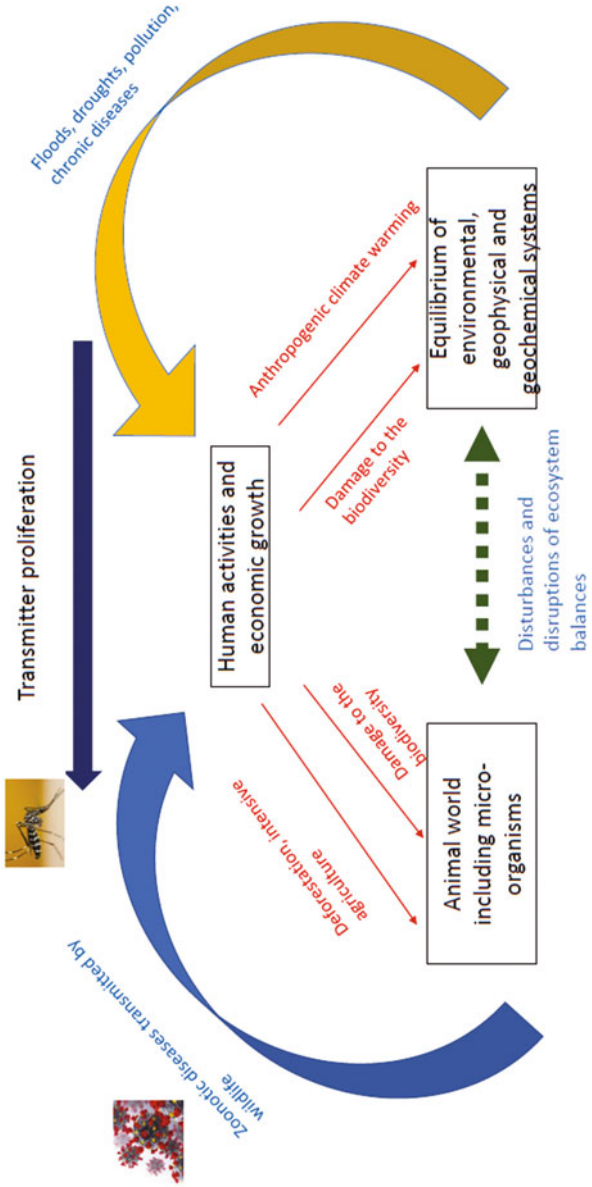 Transmitter proliferation
Floods, droughts, pollution,
chronic diseases
Zoonotic diseases transmitted by
wildlife
Human activities and
economic growth
Deforestation, intensive
agriculture
Damage to the
biodiversity
Damage to the
biodiversity
Anthropogenic climate warming
Animal world
including micro-
organisms
Disturbances and
disruptions of ecosystem
balances
Equilibrium of
environmental,
geophysical and
geochemical systems